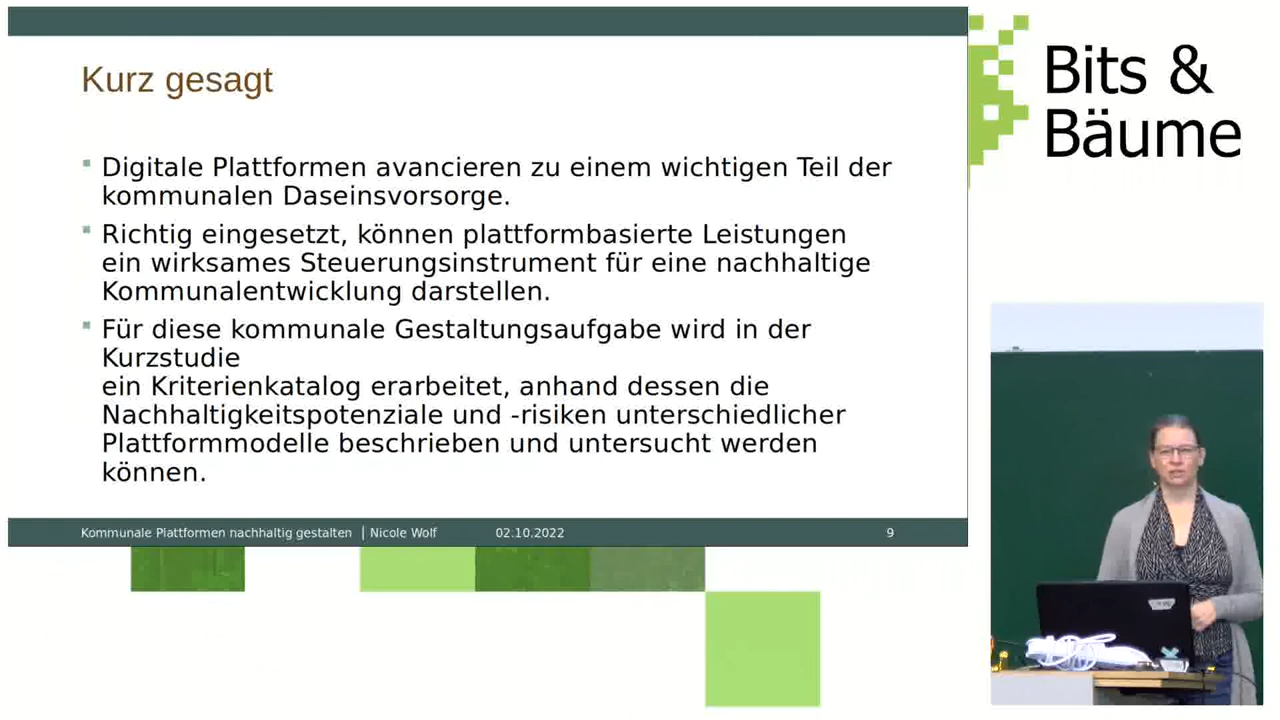 Kurz gesagt
Digitale Plattformen avancieren zu einem wichtigen Teil der
kommunalen Daseinsvorsorge.
Richtig eingesetzt, können plattformbasierte Leistungen
ein wirksames Steuerungsinstrument für eine nachhaltige
Kommunalentwicklung darstellen.
Für diese kommunale Gestaltungsaufgabe wird in der
Kurzstudie
ein Kriterienkatalog erarbeitet, anhand dessen die
Nachhaltigkeitspotenziale und -risiken unterschiedlicher
Plattformmodelle beschrieben und untersucht werden
können.
Kommunale Plattformen nachhaltig gestalten | Nicole Wolf 02.10.2022 9
Bits &
Bäume